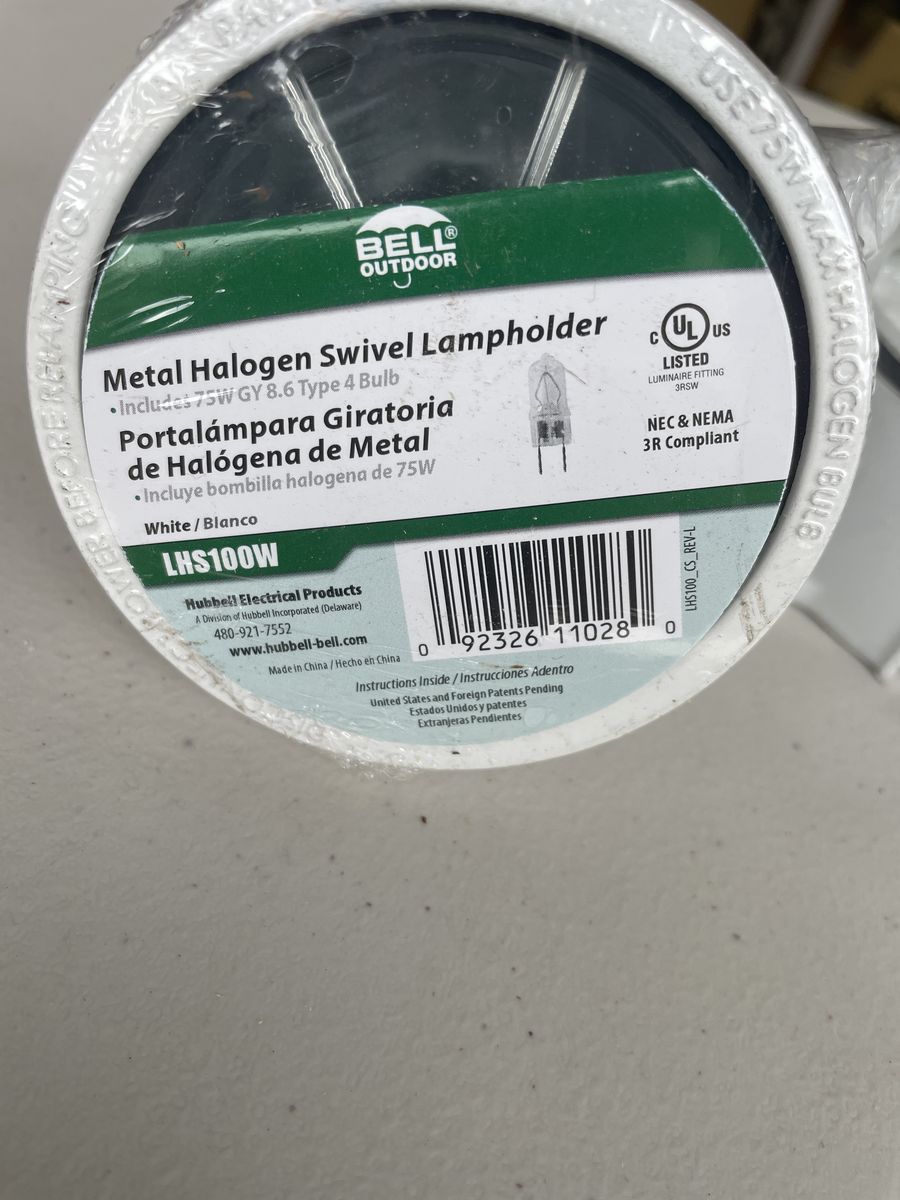 BELL®
OUTDOOR
Metal Halogen Swivel Lampholder
• Includes 75W GY 8.6 Type 4 Bulb
Portalámpara Giratoria
de Halógena de Metal
• Incluye bombilla halogena de 75W
White / Blanco
C UL US
LISTED
LUMINAIRE FITTING
3RSW
NEC & NEMA
3R Compliant
LHS100W
Hubbell Electrical Products
A Division of Hubbell Incorporated (Delaware)
480-921-7552
www.hubbell-bell.com
Made in China / Hecho en China
0 92326 11028 0
LHS100_CS_REV-L
Instructions Inside / Instrucciones Adentro
United States and Foreign Patents Pending
Estados Unidos y patentes
Extranjeras Pendientes
USE 75W MAX HALOGEN BULB
POWER BEFORE RELAMPING